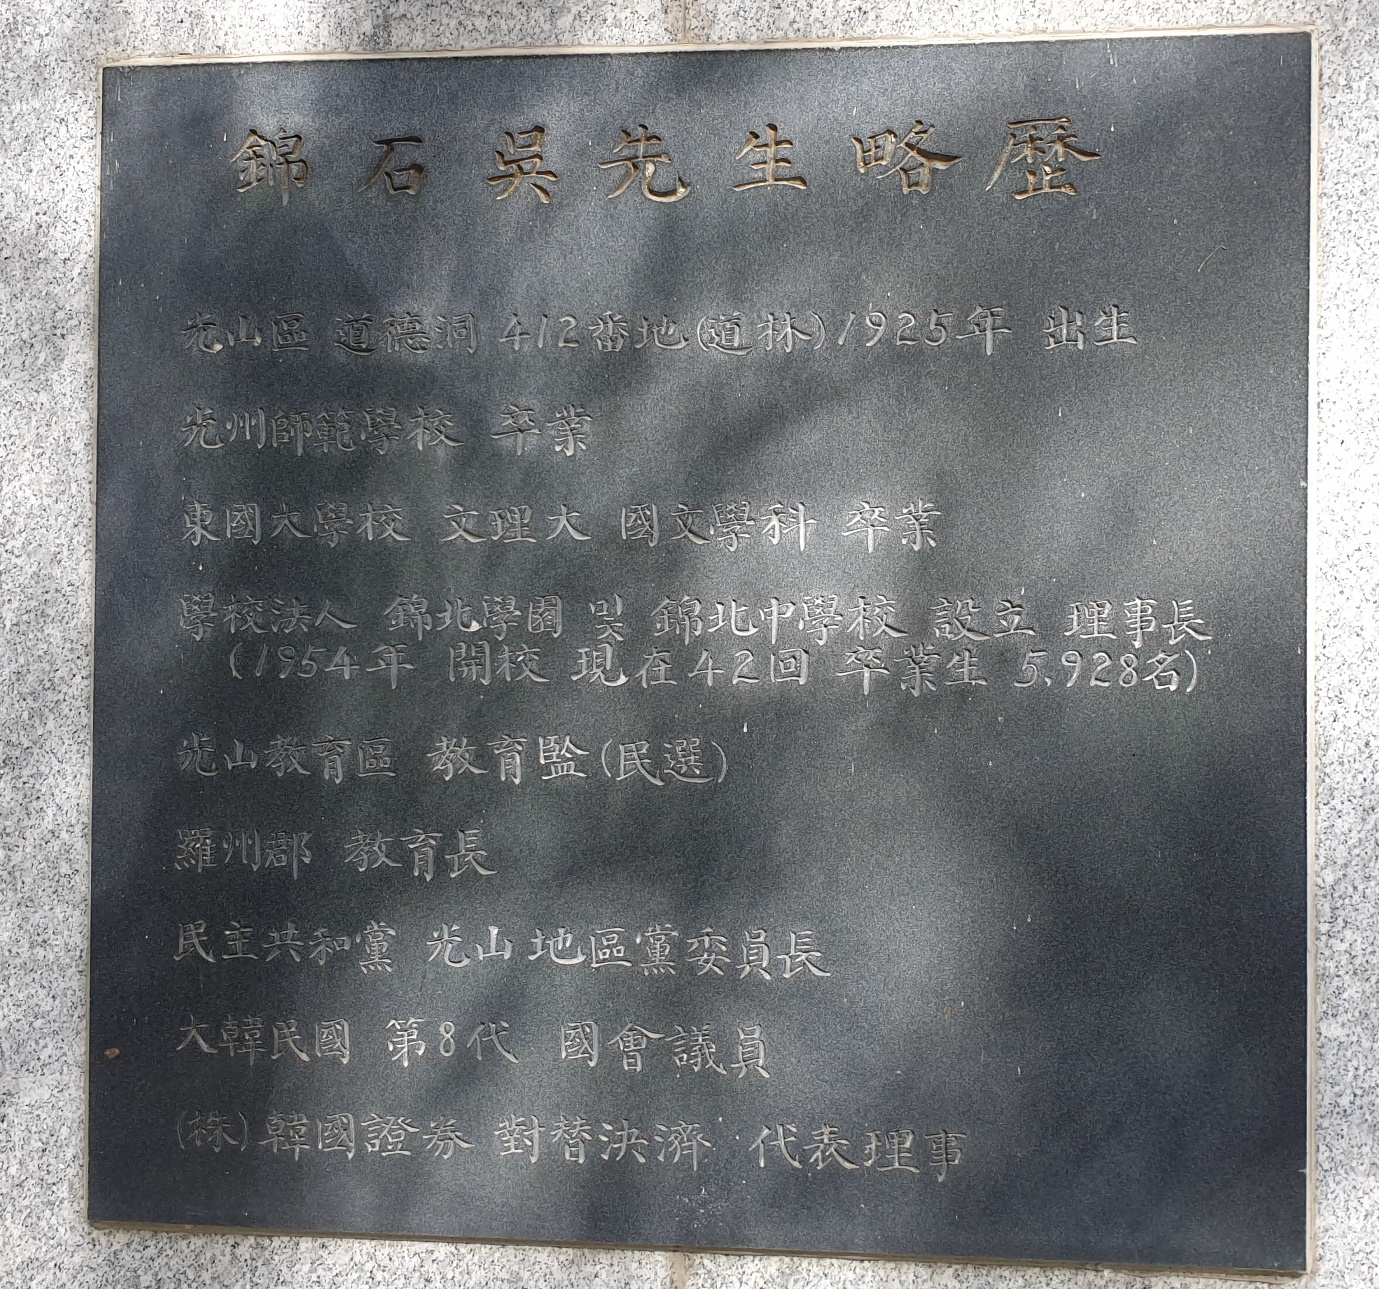 錦石吳先生略歷
光山區 道德洞 412番地(道林)1925年 出生
光州師範學校 卒業
東國大學校 文理大 國文學科 卒業
學校法人 錦北學園 및 錦北中學校 設立 理事長
(1954年 開校 現在42回 卒業生 5,928名)
光山教育區 教育監(民選)
羅州郡 教育長
民主共和黨 光山 地區黨委員長
大韓民國 第8代 國會議員
(株)韓國證券 對替決濟 代表理事